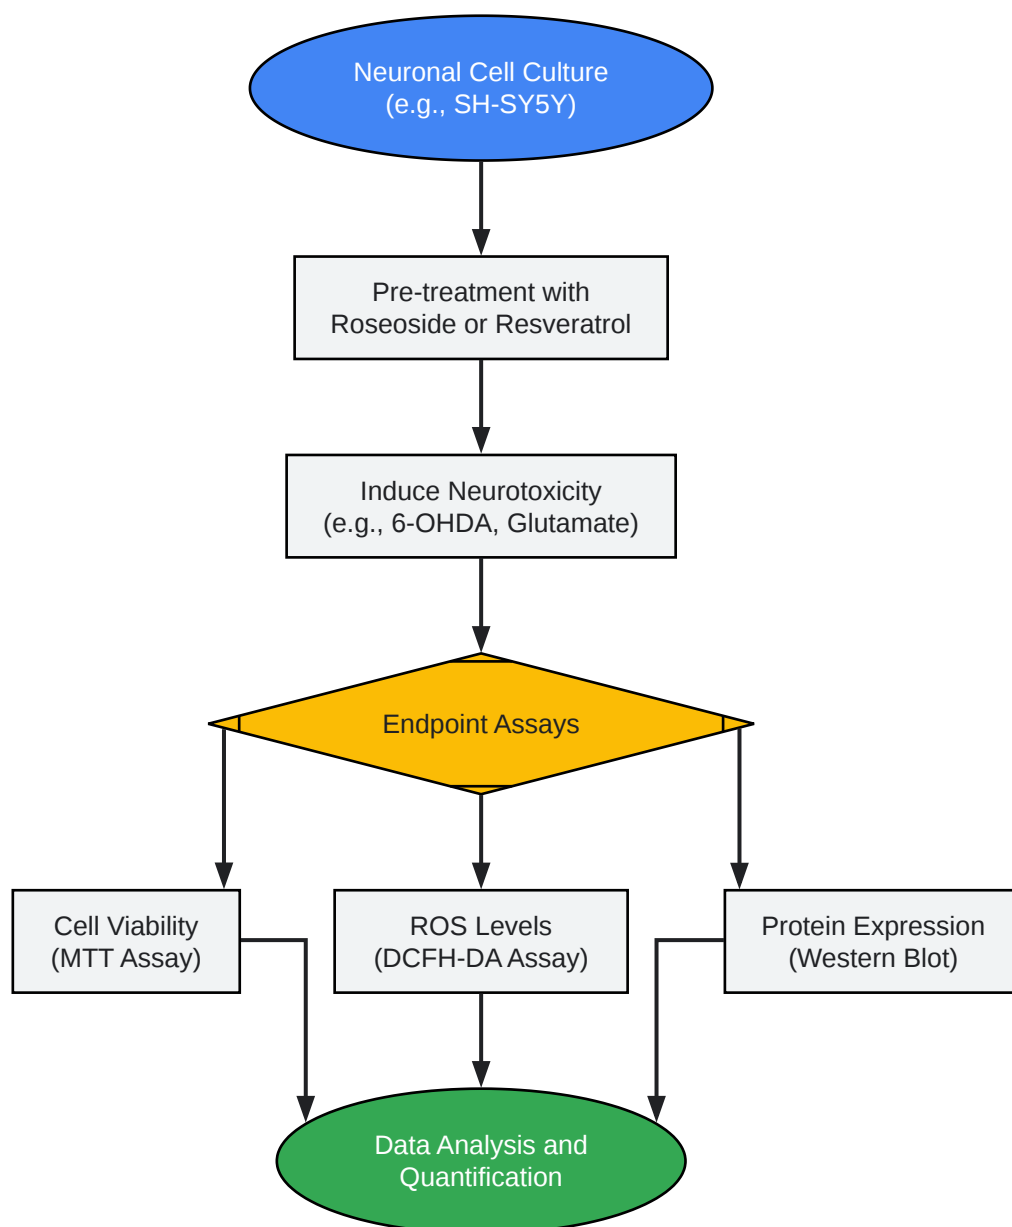 Neuronal Cell Culture
(e.g., SH-SY5Y)
Pre-treatment with
Roseoside or Resveratrol
Induce Neurotoxicity
(e.g., 6-OHDA, Glutamate)
Endpoint Assays
Cell Viability
(MTT Assay)
ROS Levels
(DCFH-DA Assay)
Protein Expression
(Western Blot)
Data Analysis and
Quantification